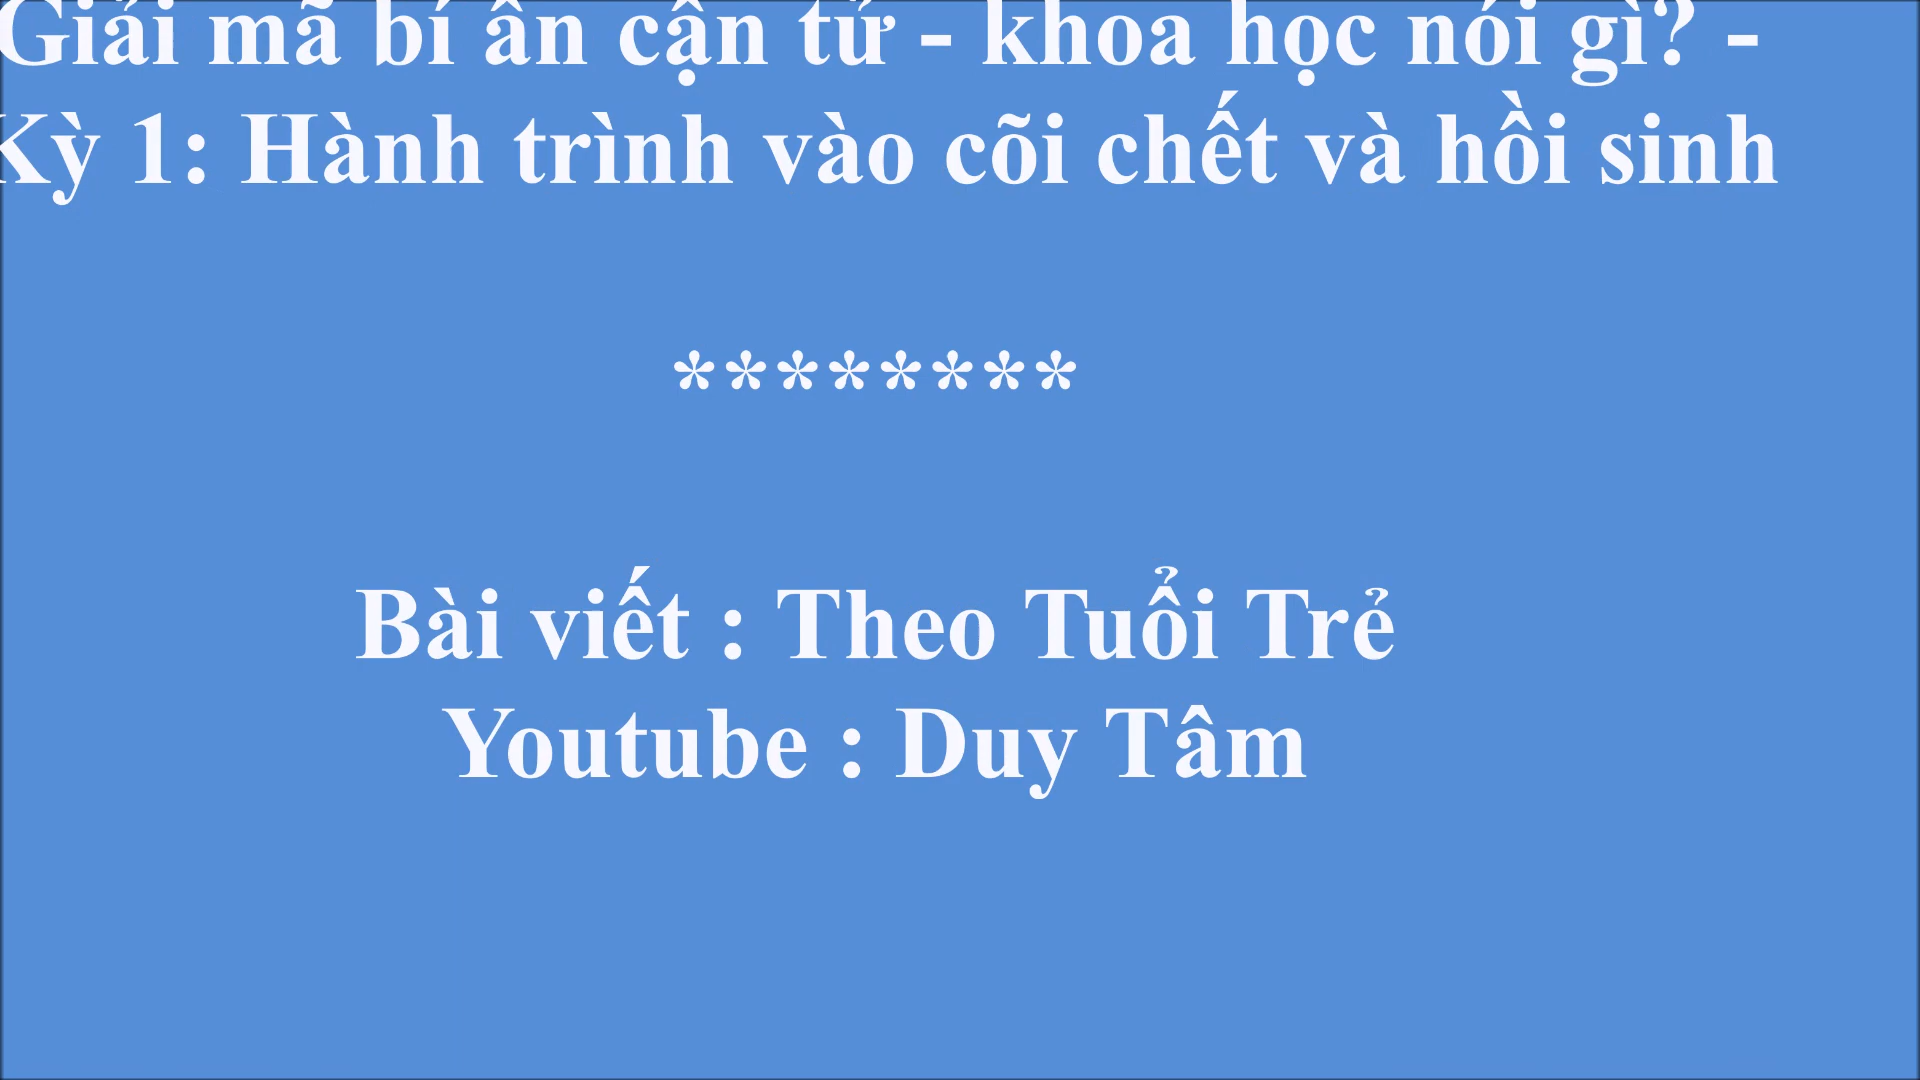 Giải mã bí ẩn cận tử - khoa học nói gì? -
Kỳ 1: Hành trình vào cõi chết và hồi sinh
********
Bài viết : Theo Tuổi Trẻ
Youtube : Duy Tâm